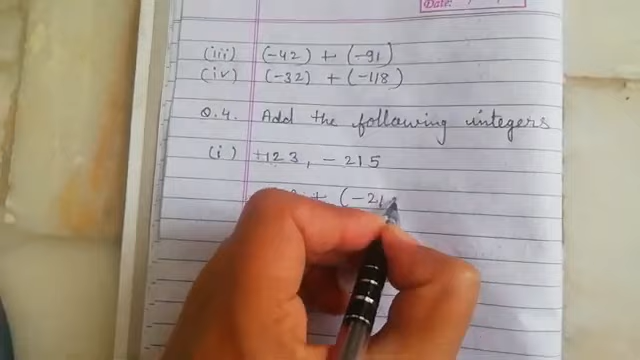 Date:
(iii) (-42) + (-91)
(iv) (-32) + (-118)
Q.4. Add the following integers
(i) +123, -215
+ (-21